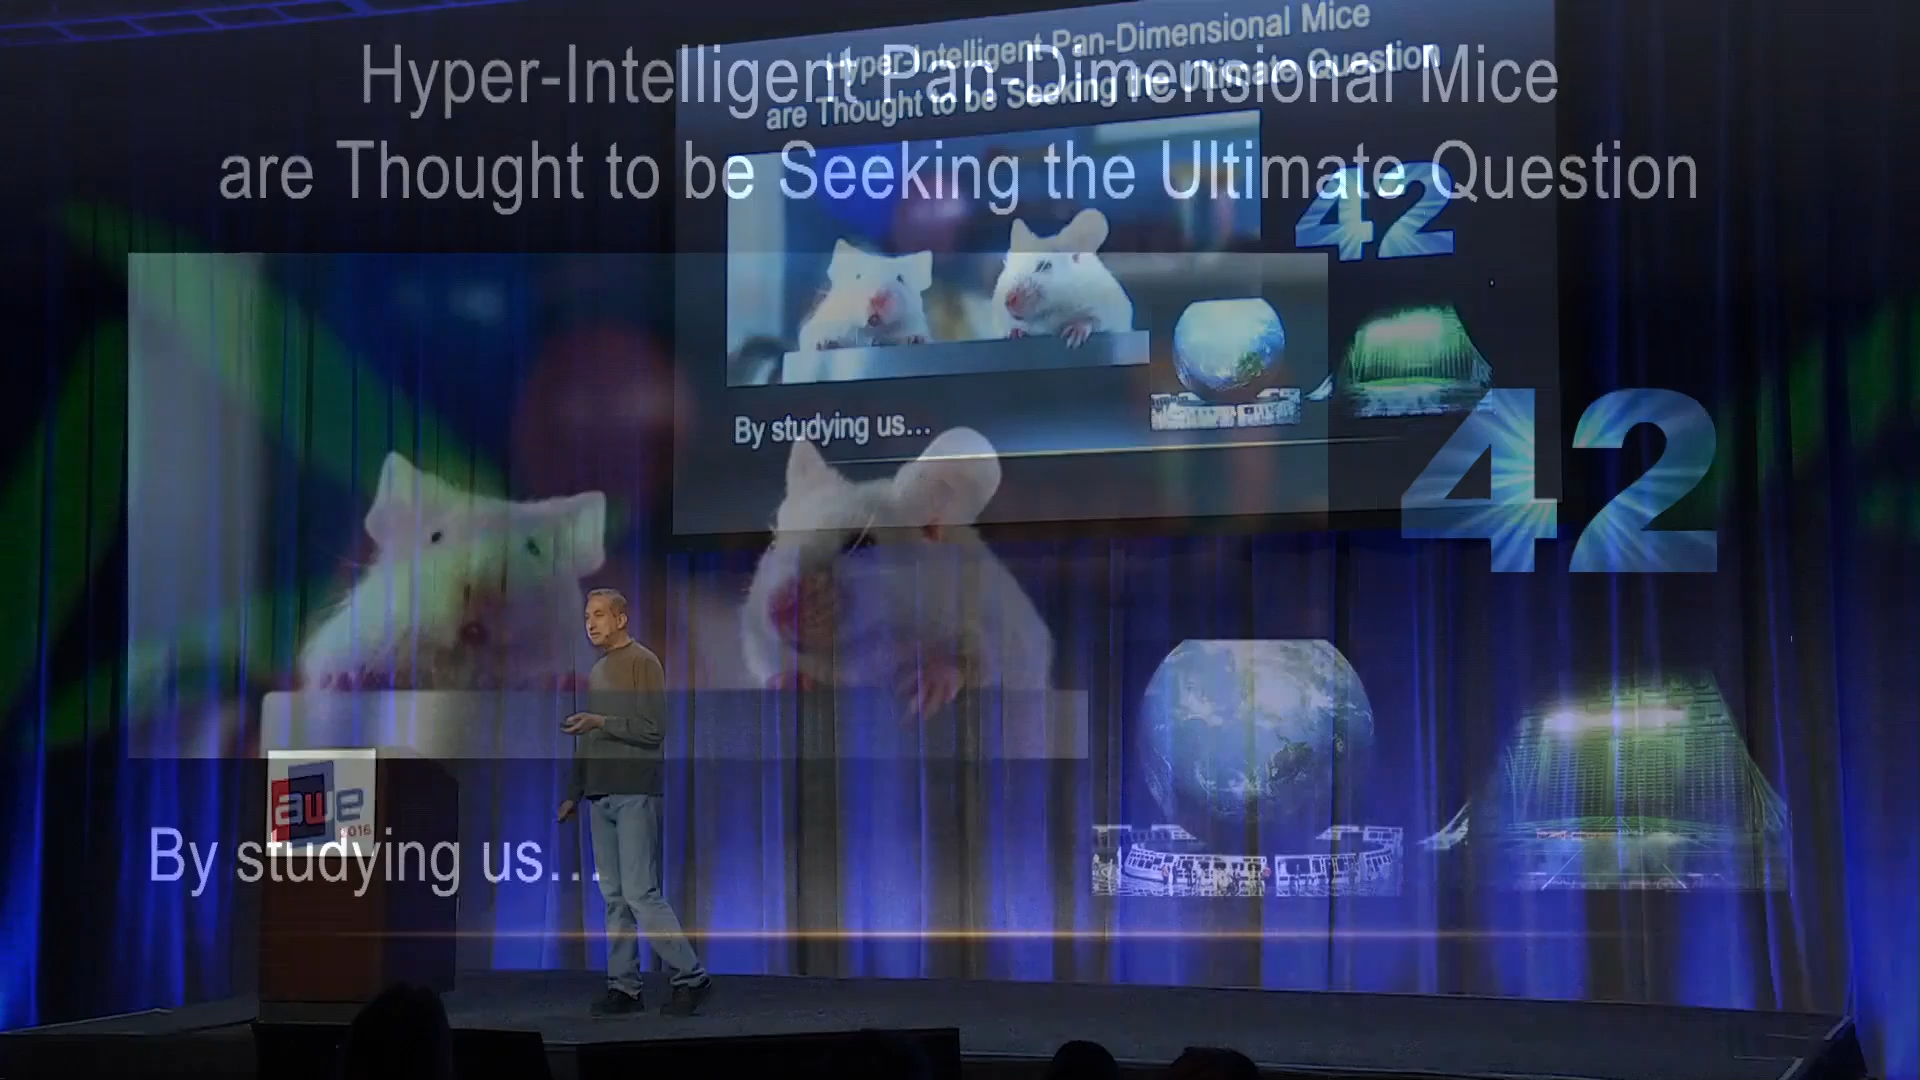 Hyper-Intelligent Pan-Dimensional Mice
are Thought to be Seeking the Ultimate Question
Hyper-Intelligent Pan-Dimensional Mice
are Thought to be Seeking the Ultimate Question
42
By studying us...
42
awe
2016
By studying us...